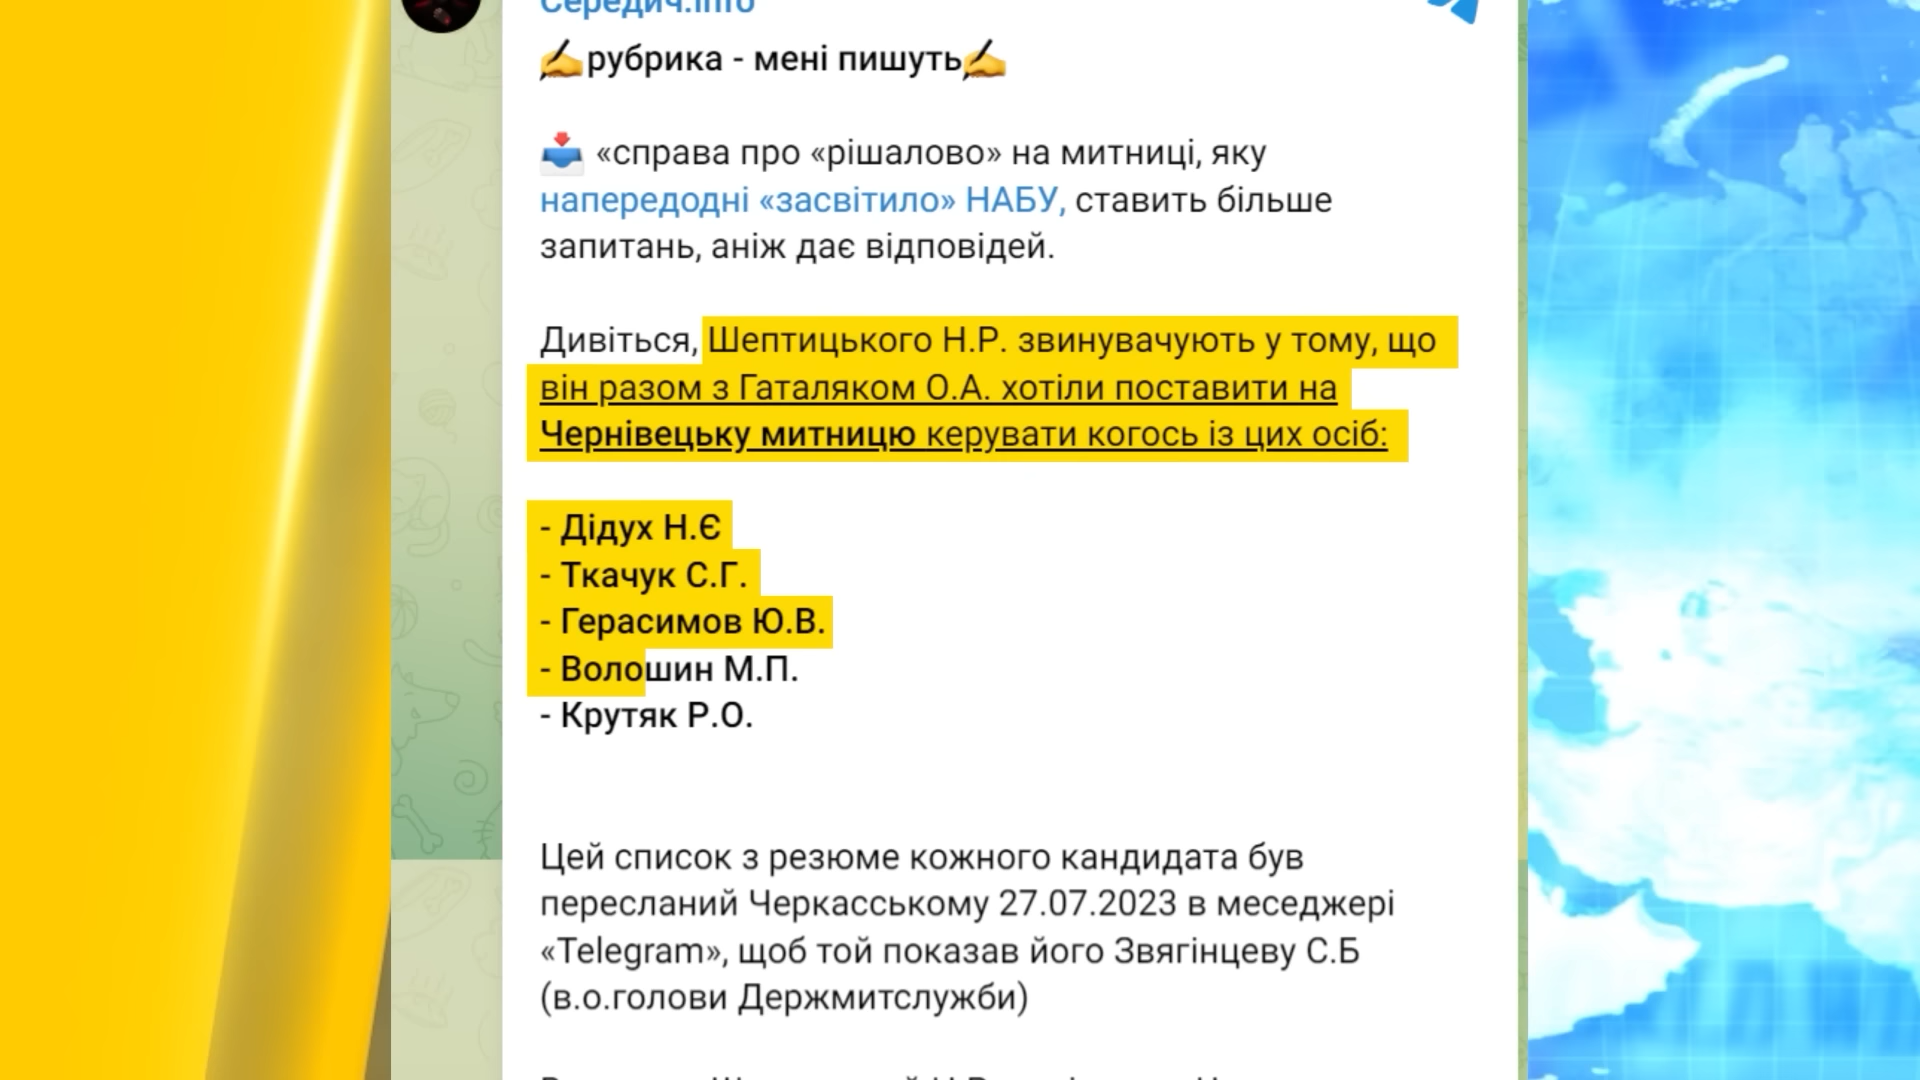 Середич.info
рубрика - мені пишуть
«справа про «рішалово» на митниці, яку
напередодні «засвітило» НАБУ, ставить більше
запитань, аніж дає відповідей.
Дивіться, Шептицького Н.Р. звинувачують у тому, що
він разом з Гаталяком О.А. хотіли поставити на
Чернівецьку митницю керувати когось із цих осіб:
- Дідух Н.Є
- Ткачук С.Г.
- Герасимов Ю.В.
- Волошин М.П.
- Крутяк Р.О.
Цей список з резюме кожного кандидата був
пересланий Черкасському 27.07.2023 в меседжері
«Telegram», щоб той показав його Звягінцеву С.Б
(в.о.голови Держмитслужби)